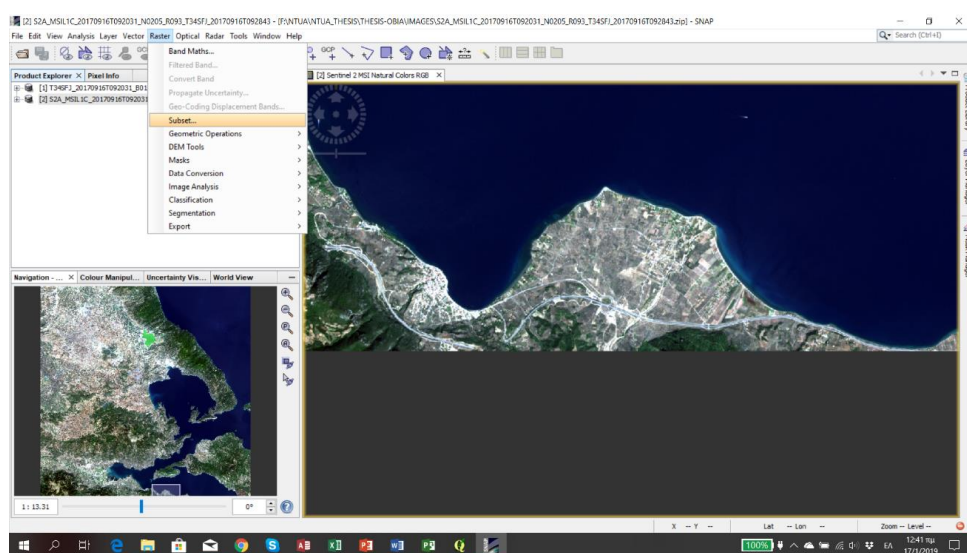 [2] S2A_MSIL1C_20170916T092031_N0205_R093_T34SFJ_20170916T092843 - [F:\NTUA\NTUA_THESIS\THESIS-OBIA\IMAGES\S2A_MSIL1C_20170916T092031_N0205_R093_T34SFJ_20170916T092843.zip] - SNAP
File Edit View Analysis Layer Vector Raster Optical Radar Tools Window Help
Search (Ctrl+I)
GCP
Band Maths...
Filtered Band...
Convert Band
Propagate Uncertainty...
Geo-Coding Displacement Bands...
Subset...
Geometric Operations
DEM Tools
Masks
Data Conversion
Image Analysis
Classification
Segmentation
Export
Product Explorer × Pixel Info
[1] T34SFJ_20170916T092031_B01
[2] S2A_MSIL1C_20170916T092031
[2] Sentinel 2 MSI Natural Colors RGB ×
Navigation - ... × Colour Manipul... Uncertainty Vis... World View
1 : 13.31
0°
X -- Y --
Lat -- Lon --
Zoom -- Level --
100%
ΕΛ
12:41 πμ
17/1/2019